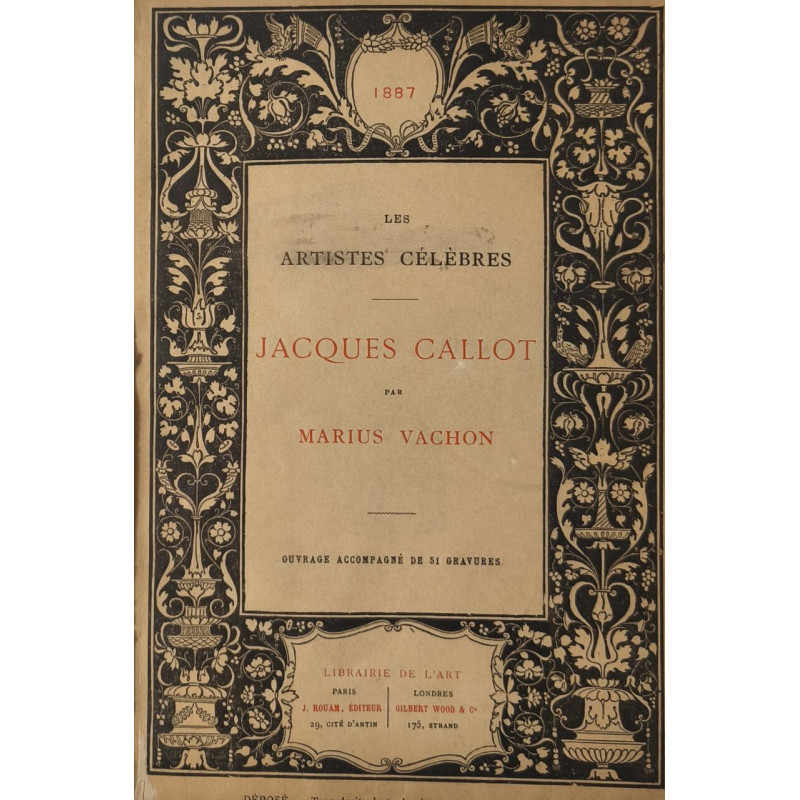 1887
LES
ARTISTES CÉLÈBRES
JACQUES CALLOT
PAR
MARIUS VACHON
OUVRAGE ACCOMPAGNÉ DE 51 GRAVURES
LIBRAIRIE DE L'ART
PARIS
J. ROUAM, ÉDITEUR
29, CITÉ D'ANTIN
LONDRES
GILBERT WOOD & Cº
175, STRAND
DÉPOSÉ